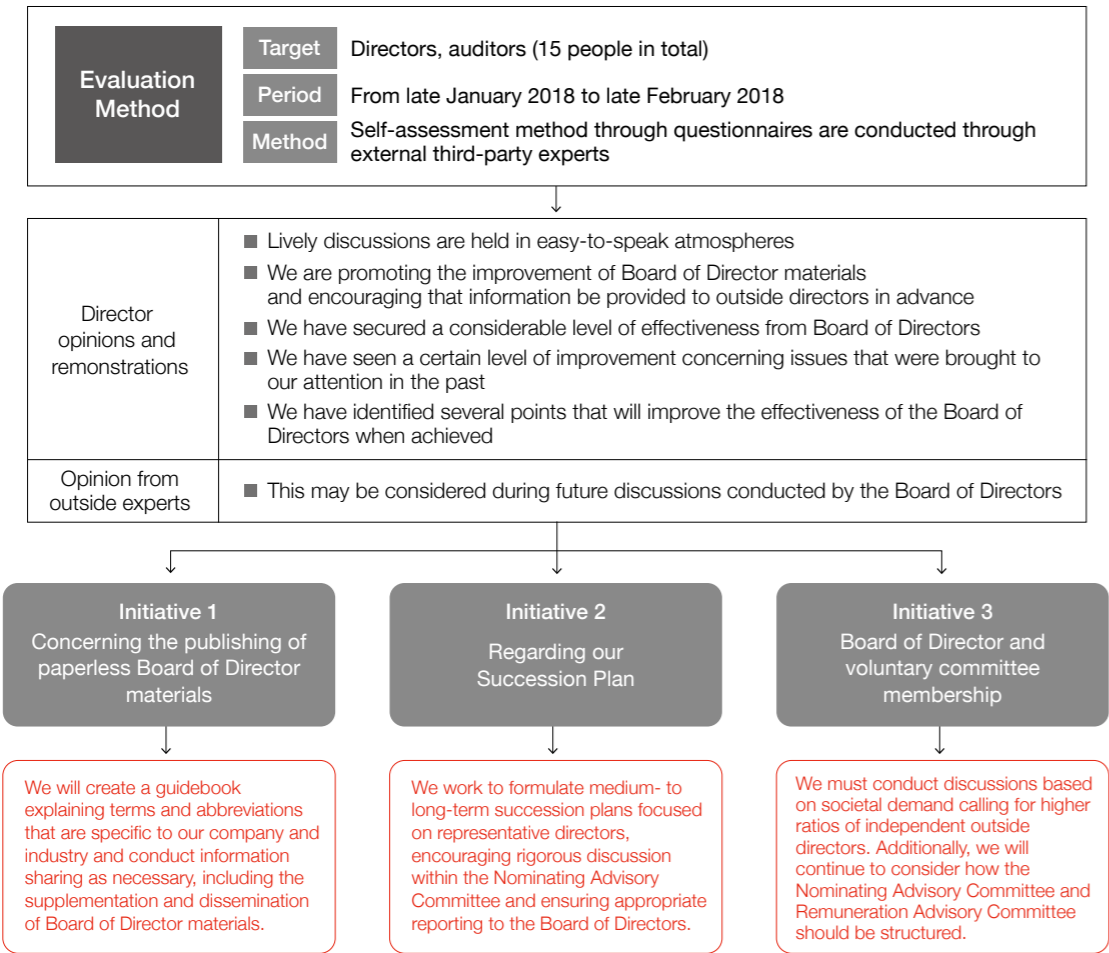 Evaluation
Method
Target
Directors, auditors (15 people in total)
Period
From late January 2018 to late February 2018
Method
Self-assessment method through questionnaires are conducted through
external third-party experts
Director
opinions and
remonstrations
■ Lively discussions are held in easy-to-speak atmospheres
■ We are promoting the improvement of Board of Director materials
and encouraging that information be provided to outside directors in advance
■ We have secured a considerable level of effectiveness from Board of Directors
■ We have seen a certain level of improvement concerning issues that were brought to
our attention in the past
■ We have identified several points that will improve the effectiveness of the Board of
Directors when achieved
Opinion from
outside experts
■ This may be considered during future discussions conducted by the Board of Directors
Initiative 1
Concerning the publishing of
paperless Board of Director
materials
Initiative 2
Regarding our
Succession Plan
Initiative 3
Board of Director and
voluntary committee
membership
We will create a guidebook
explaining terms and abbreviations
that are specific to our company and
industry and conduct information
sharing as necessary, including the
supplementation and dissemination
of Board of Director materials.
We work to formulate medium- to
long-term succession plans focused
on representative directors,
encouraging rigorous discussion
within the Nominating Advisory
Committee and ensuring appropriate
reporting to the Board of Directors.
We must conduct discussions based
on societal demand calling for higher
ratios of independent outside
directors. Additionally, we will
continue to consider how the
Nominating Advisory Committee and
Remuneration Advisory Committee
should be structured.